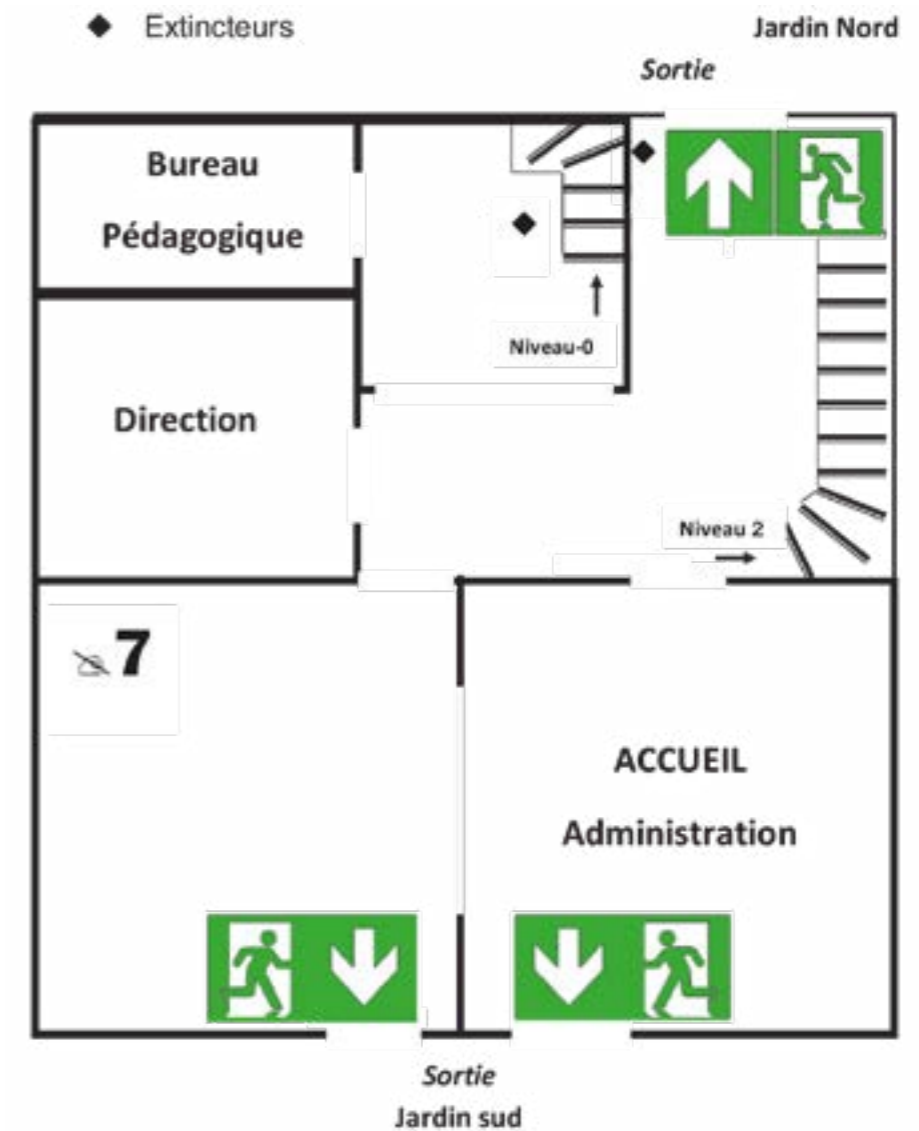 ◆ Extincteurs
Jardin Nord
Sortie
Bureau
Pédagogique
Niveau-0
Direction
Niveau 2
7
ACCUEIL
Administration
Sortie
Jardin sud